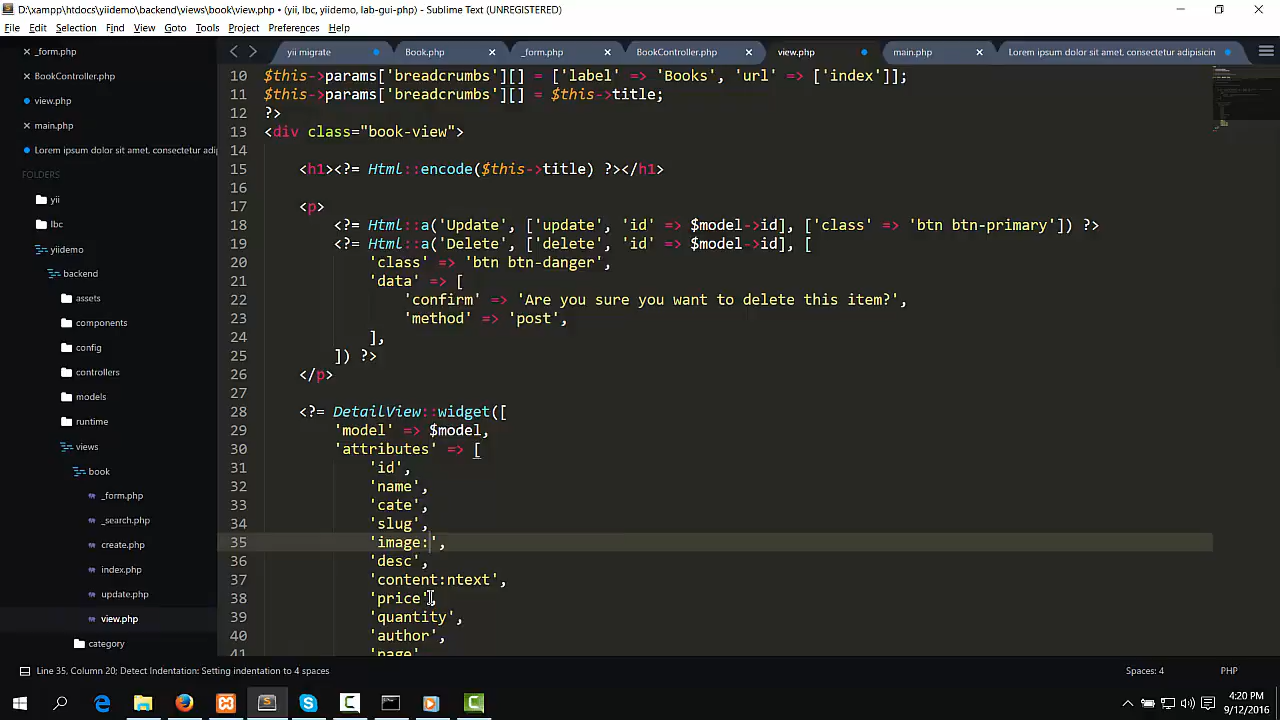 D:\xampp\htdocs\yiidemo\backend\views\book\view.php • (yii, lbc, yiidemo, lab-gui-php) - Sublime Text (UNREGISTERED)
File Edit Selection Find View Goto Tools Project Preferences Help
_form.php
BookController.php
view.php
main.php
Lorem ipsum dolor sit amet, consectetur adipisicin
FOLDERS
yii
lbc
yiidemo
backend
assets
components
config
controllers
models
runtime
views
book
_form.php
_search.php
create.php
index.php
update.php
view.php
category
yii migrate Book.php _form.php BookController.php view.php main.php Lorem ipsum dolor sit amet, consectetur adipisicin
10 $this->params['breadcrumbs'][] = ['label' => 'Books', 'url' => ['index']];
11 $this->params['breadcrumbs'][] = $this->title;
12 ?>
13 <div class="book-view">
14
15 <h1><?= Html::encode($this->title) ?></h1>
16
17 <p>
18 <?= Html::a('Update', ['update', 'id' => $model->id], ['class' => 'btn btn-primary']) ?>
19 <?= Html::a('Delete', ['delete', 'id' => $model->id], [
20 'class' => 'btn btn-danger',
21 'data' => [
22 'confirm' => 'Are you sure you want to delete this item?',
23 'method' => 'post',
24 ],
25 ]) ?>
26 </p>
27
28 <?= DetailView::widget([
29 'model' => $model,
30 'attributes' => [
31 'id',
32 'name',
33 'cate',
34 'slug',
35 'image:',
36 'desc',
37 'content:ntext',
38 'price',
39 'quantity',
40 'author',
41 'page'
Line 35, Column 20; Detect Indentation: Setting indentation to 4 spaces Spaces: 4 PHP
4:20 PM
9/12/2016